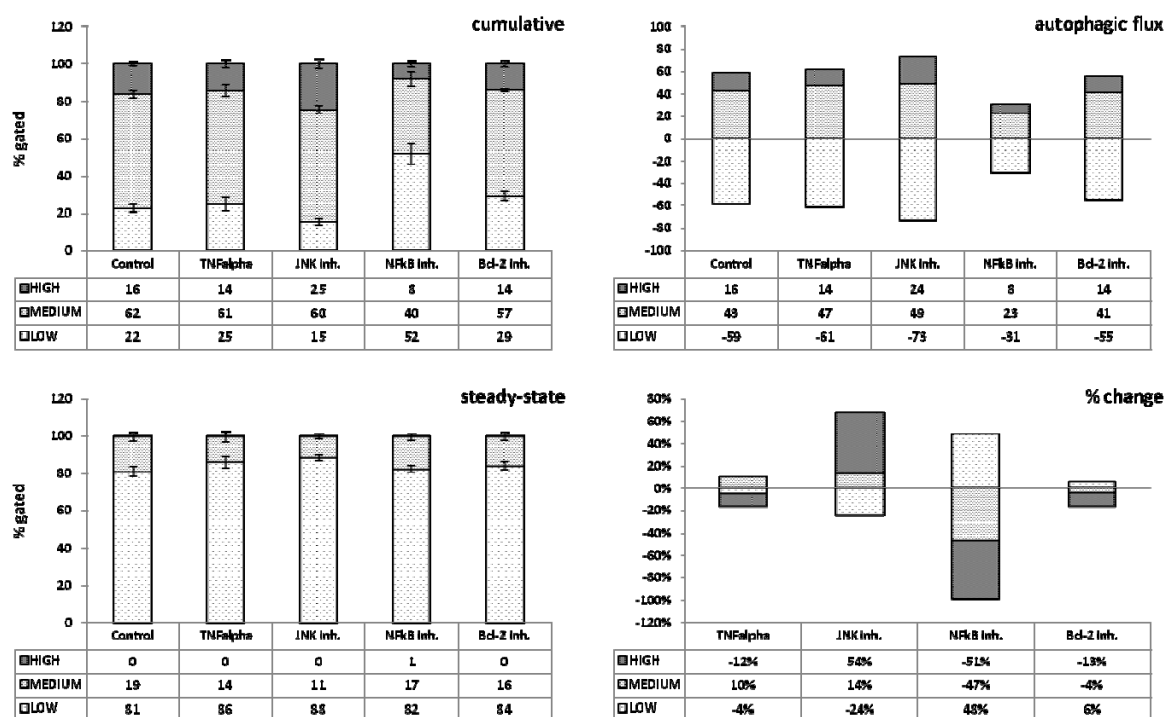 cumulative
% gated
120
100
80
60
40
20
0
Control TNFalpha JNK inh. NFkB inh. Bcl-2 inh.
HIGH 16 14 25 8 14
MEDIUM 62 61 60 40 57
LOW 22 25 15 52 29
autophagic flux
100
80
60
40
20
0
-20
-40
-60
-80
-100
Control TNFalpha JNK inh. NFkB inh. Bcl-2 inh.
HIGH 16 14 24 8 14
MEDIUM 43 47 49 23 41
LOW -59 -61 -73 -31 -55
steady-state
% gated
120
100
80
60
40
20
0
Control TNFalpha JNK inh. NFkB inh. Bcl-2 inh.
HIGH 0 0 0 1 0
MEDIUM 19 14 11 17 16
LOW 81 86 88 82 84
% change
80%
60%
40%
20%
0%
-20%
-40%
-60%
-80%
-100%
-120%
TNFalpha JNK inh. NFkB inh. Bcl-2 inh.
HIGH -12% 54% -51% -13%
MEDIUM 10% 14% -47% -4%
LOW -4% -24% 48% 6%